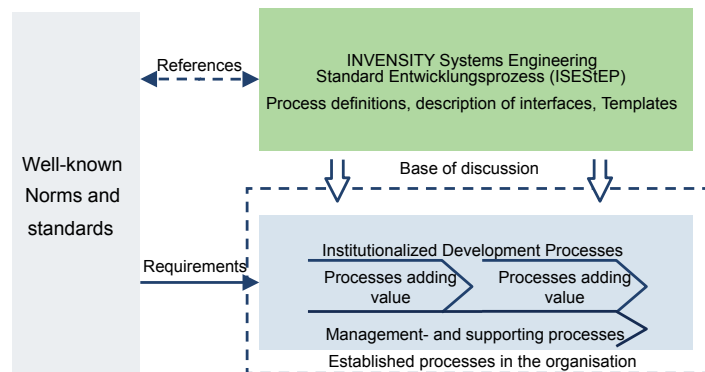 Well-known
Norms and
standards
References
INVENSITY Systems Engineering
Standard Entwicklungsprozess (ISEStEP)
Process definitions, description of interfaces, Templates
Base of discussion
Requirements
Institutionalized Development Processes
Processes adding
value
Processes adding
value
Management- and supporting processes
Established processes in the organisation